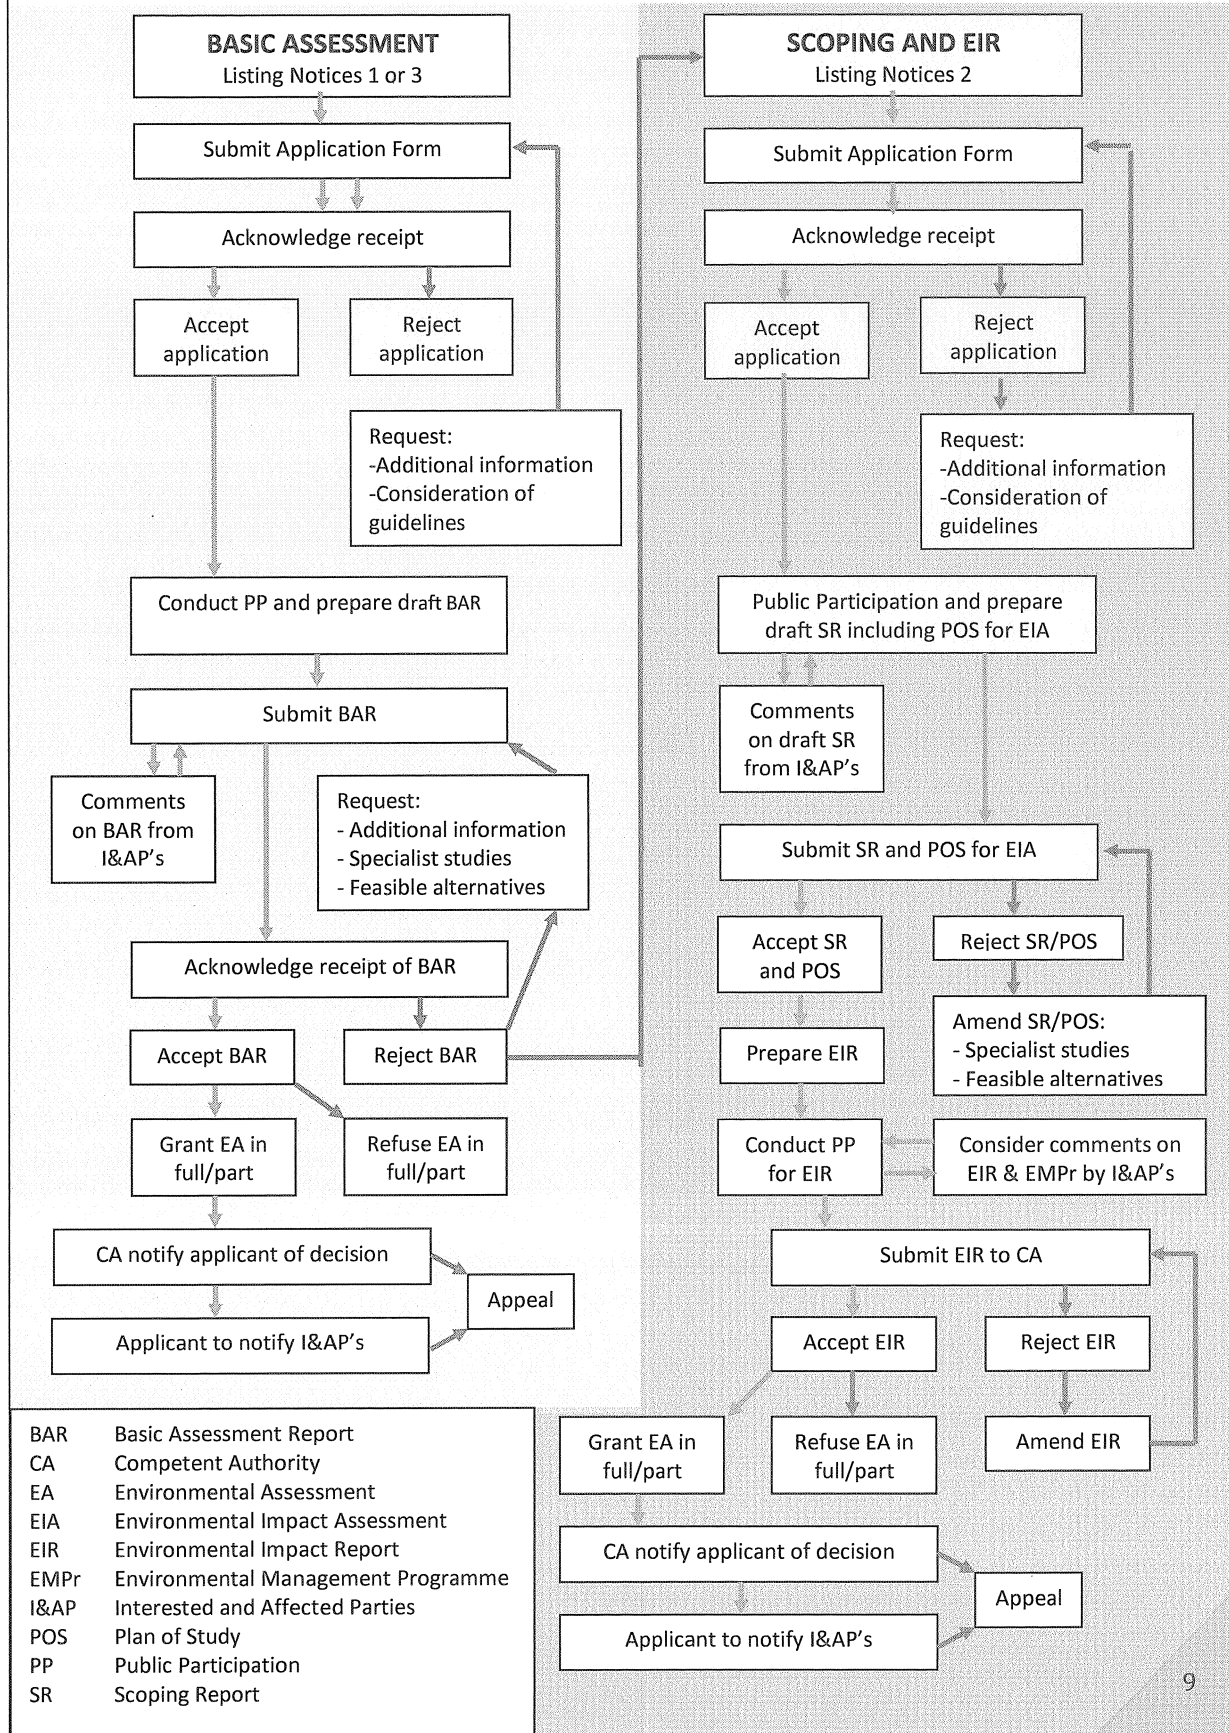 BASIC ASSESSMENT
Listing Notices 1 or 3
Submit Application Form
Acknowledge receipt
Accept
application
Reject
application
Request:
-Additional information
-Consideration of
guidelines
Conduct PP and prepare draft BAR
Submit BAR
Comments
on BAR from
I&AP's
Request:
- Additional information
- Specialist studies
- Feasible alternatives
Acknowledge receipt of BAR
Accept BAR
Reject BAR
Grant EA in
full/part
Refuse EA in
full/part
CA notify applicant of decision
Appeal
Applicant to notify I&AP's
SCOPING AND EIR
Listing Notices 2
Submit Application Form
Acknowledge receipt
Accept
application
Reject
application
Request:
-Additional information
-Consideration of
guidelines
Public Participation and prepare
draft SR including POS for EIA
Comments
on draft SR
from I&AP's
Submit SR and POS for EIA
Accept SR
and POS
Reject SR/POS
Prepare EIR
Amend SR/POS:
- Specialist studies
- Feasible alternatives
Conduct PP
for EIR
Consider comments on
EIR & EMPr by I&AP's
Submit EIR to CA
Accept EIR
Reject EIR
Grant EA in
full/part
Refuse EA in
full/part
Amend EIR
CA notify applicant of decision
Appeal
Applicant to notify I&AP's
BAR Basic Assessment Report
CA Competent Authority
EA Environmental Assessment
EIA Environmental Impact Assessment
EIR Environmental Impact Report
EMPr Environmental Management Programme
I&AP Interested and Affected Parties
POS Plan of Study
PP Public Participation
SR Scoping Report
9